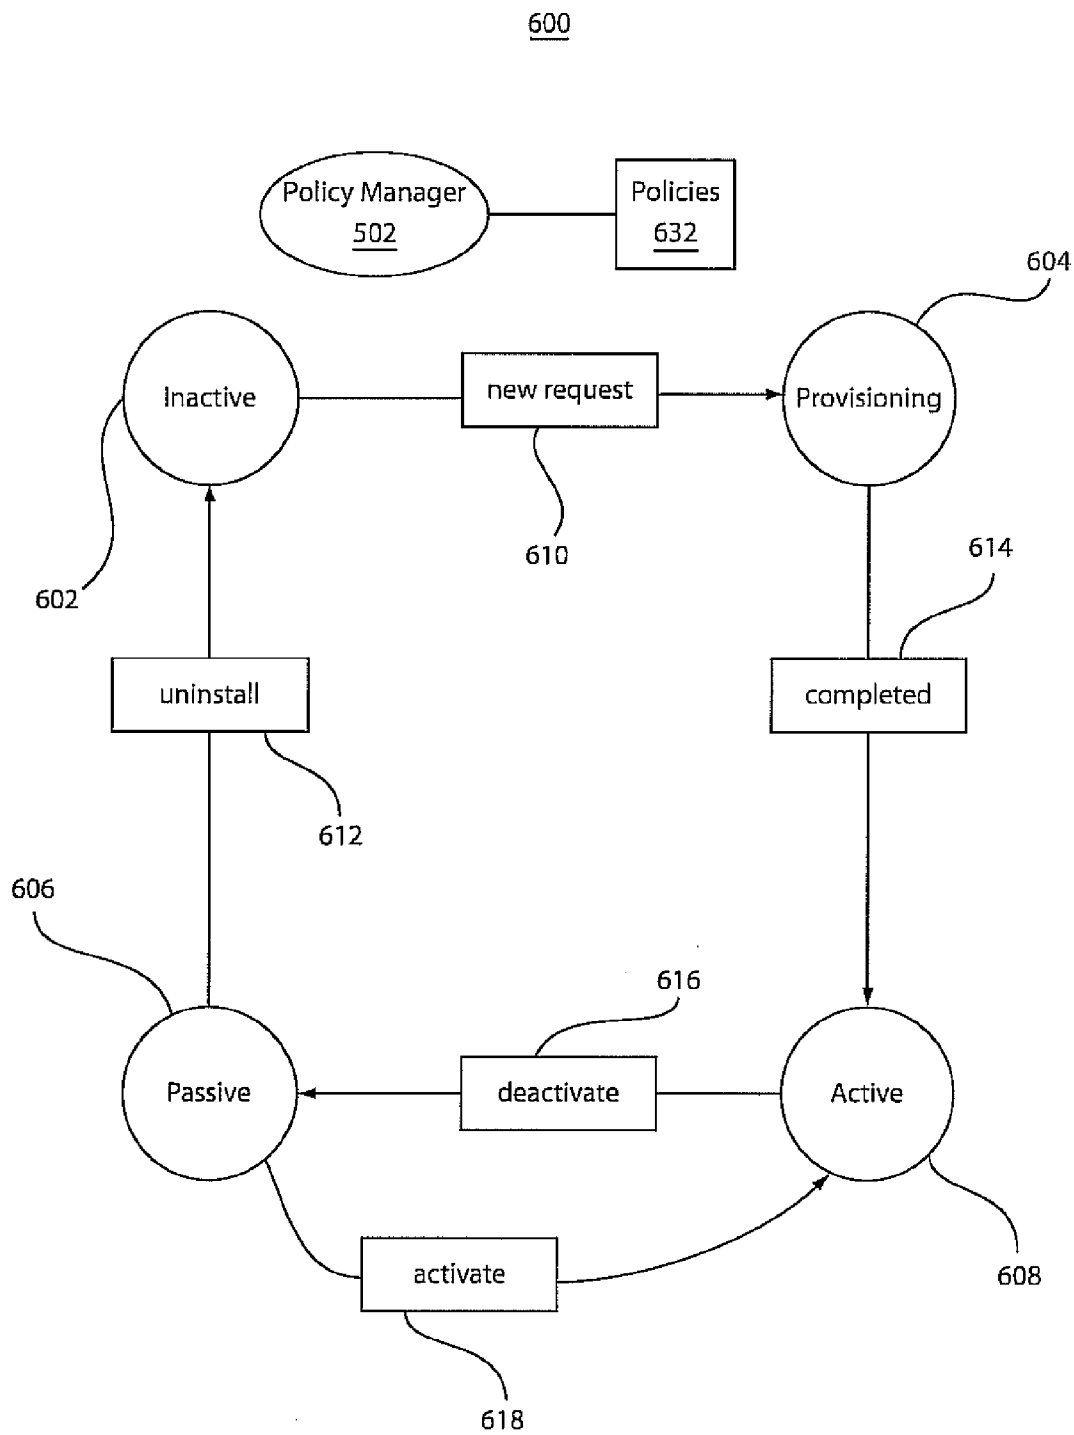 600
Policy Manager
502
Policies
632
604
Inactive
new request
Provisioning
610
614
602
uninstall
completed
612
606
616
Passive
deactivate
Active
activate
608
618